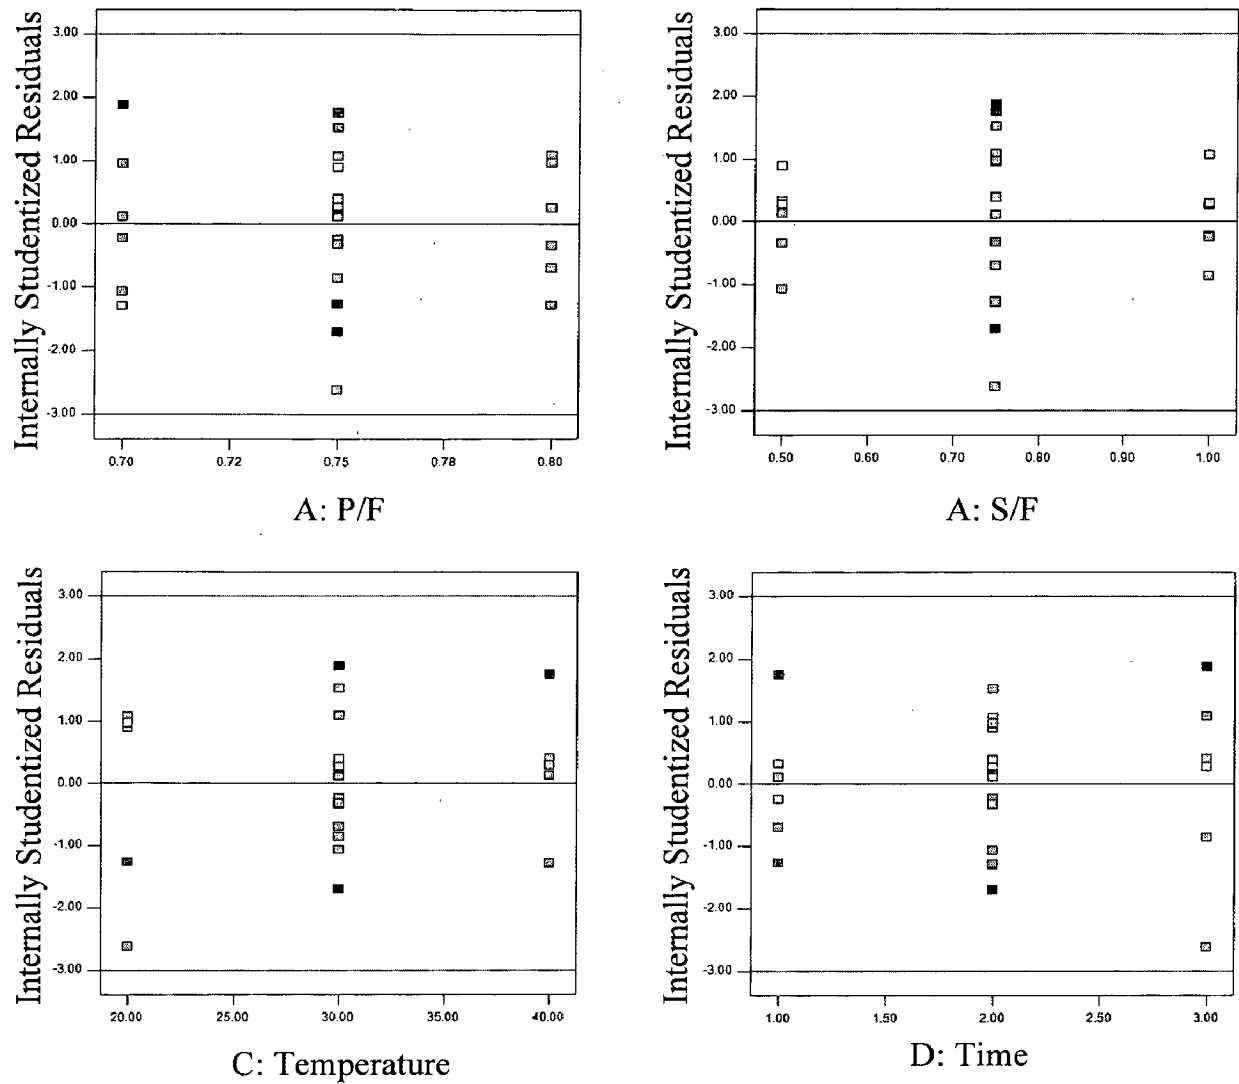 Internally Studentized Residuals
3.00
2.00
1.00
0.00
-1.00
-2.00
-3.00
0.70 0.72 0.75 0.78 0.80
A: P/F
Internally Studentized Residuals
3.00
2.00
1.00
0.00
-1.00
-2.00
-3.00
0.50 0.60 0.70 0.80 0.90 1.00
A: S/F
Internally Studentized Residuals
3.00
2.00
1.00
0.00
-1.00
-2.00
-3.00
20.00 25.00 30.00 35.00 40.00
C: Temperature
Internally Studentized Residuals
3.00
2.00
1.00
0.00
-1.00
-2.00
-3.00
1.00 1.50 2.00 2.50 3.00
D: Time